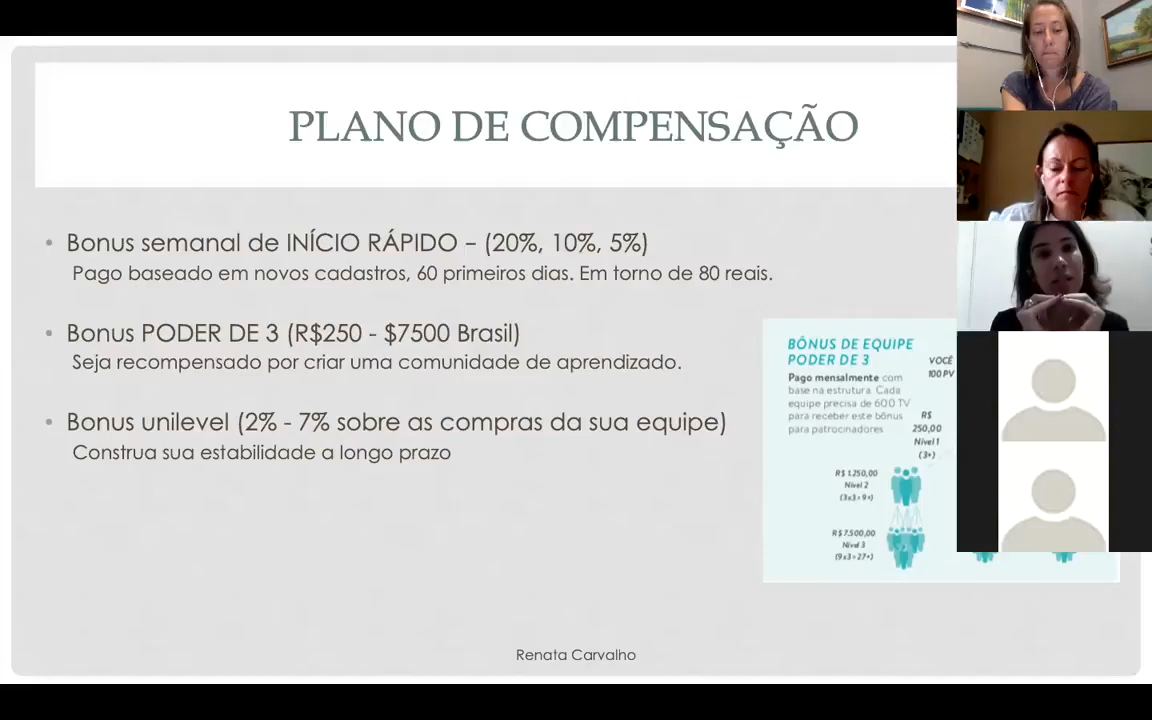 PLANO DE COMPENSAÇÃO
• Bonus semanal de INÍCIO RÁPIDO – (20%, 10%, 5%)
Pago baseado em novos cadastros, 60 primeiros dias. Em torno de 80 reais.
• Bonus PODER DE 3 (R$250 - $7500 Brasil)
Seja recompensado por criar uma comunidade de aprendizado.
• Bonus unilevel (2% - 7% sobre as compras da sua equipe)
Construa sua estabilidade a longo prazo
BÔNUS DE EQUIPE
PODER DE 3
Pago mensalmente com
base na estrutura. Cada
equipe precisa de 600 TV
para receber este bônus
para patrocinadores
VOCÊ
100 PV
R$
250,00
Nível 1
(3+)
R$ 1.250,00
Nível 2
(3x3=9+)
R$ 7.500,00
Nível 3
(9x3=27+)
Renata Carvalho